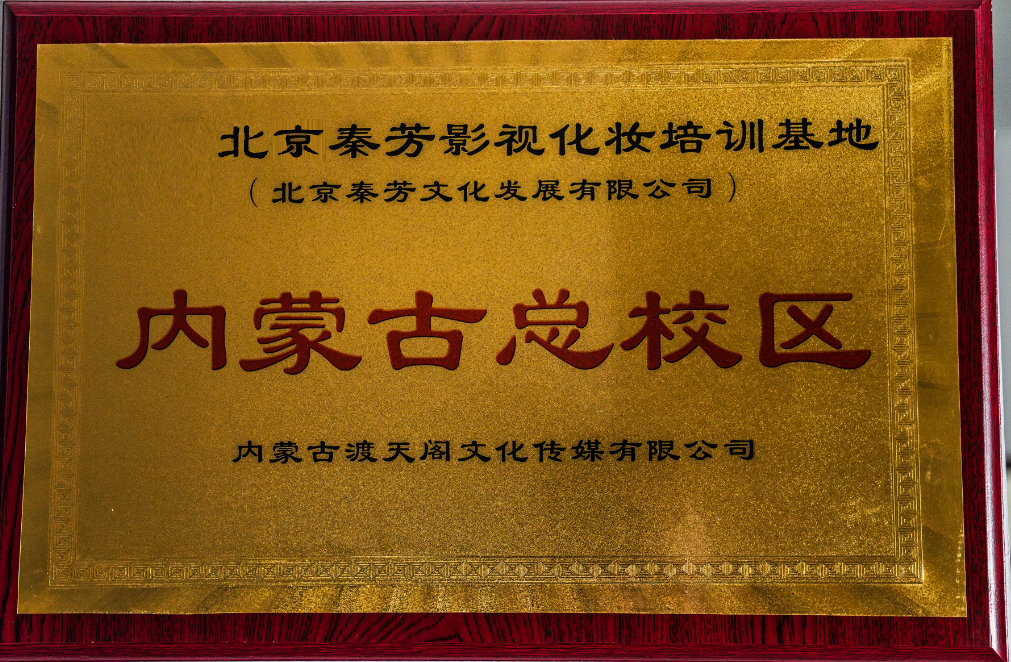 北京秦芳影视化妆培训基地
（北京秦芳文化发展有限公司）
内蒙古总校区
内蒙古渡天阁文化传媒有限公司